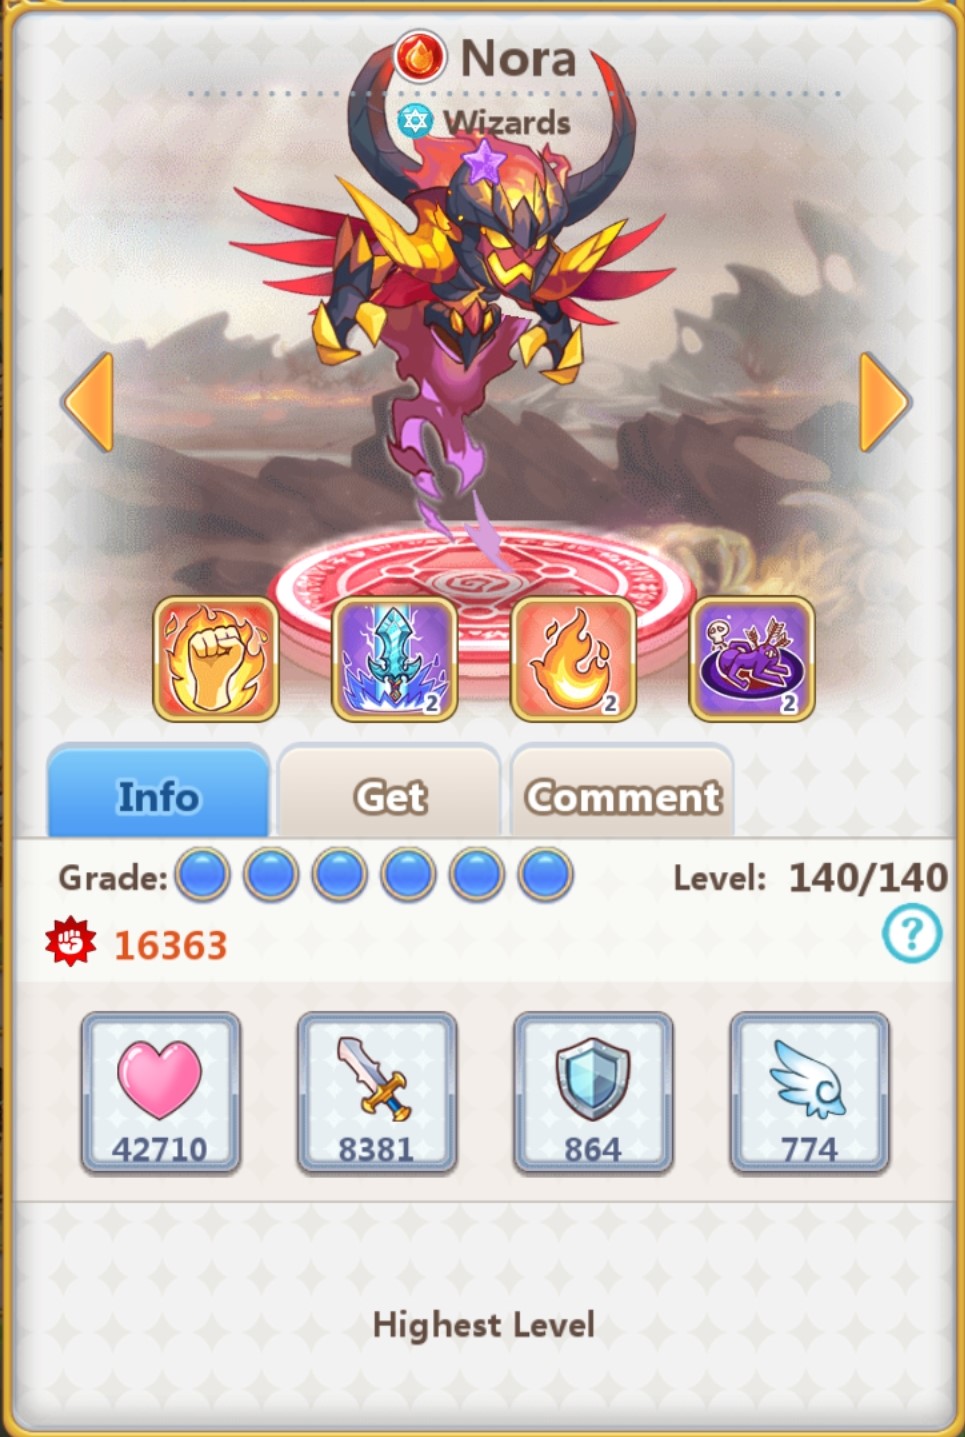 Nora
Wizards
2 2 2
Info Get Comment
Grade: Level: 140/140
16363 ?
42710 8381 864 774
Highest Level